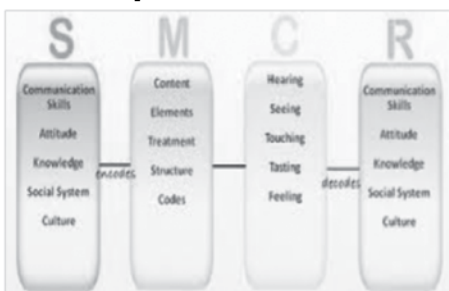 S M C R
Communication
Skills
Attitude
Knowledge
Social System
Culture
encodes
Content
Elements
Treatment
Structure
Codes
Hearing
Seeing
Touching
Tasting
Feeling
decodes
Communication
Skills
Attitude
Knowledge
Social System
Culture